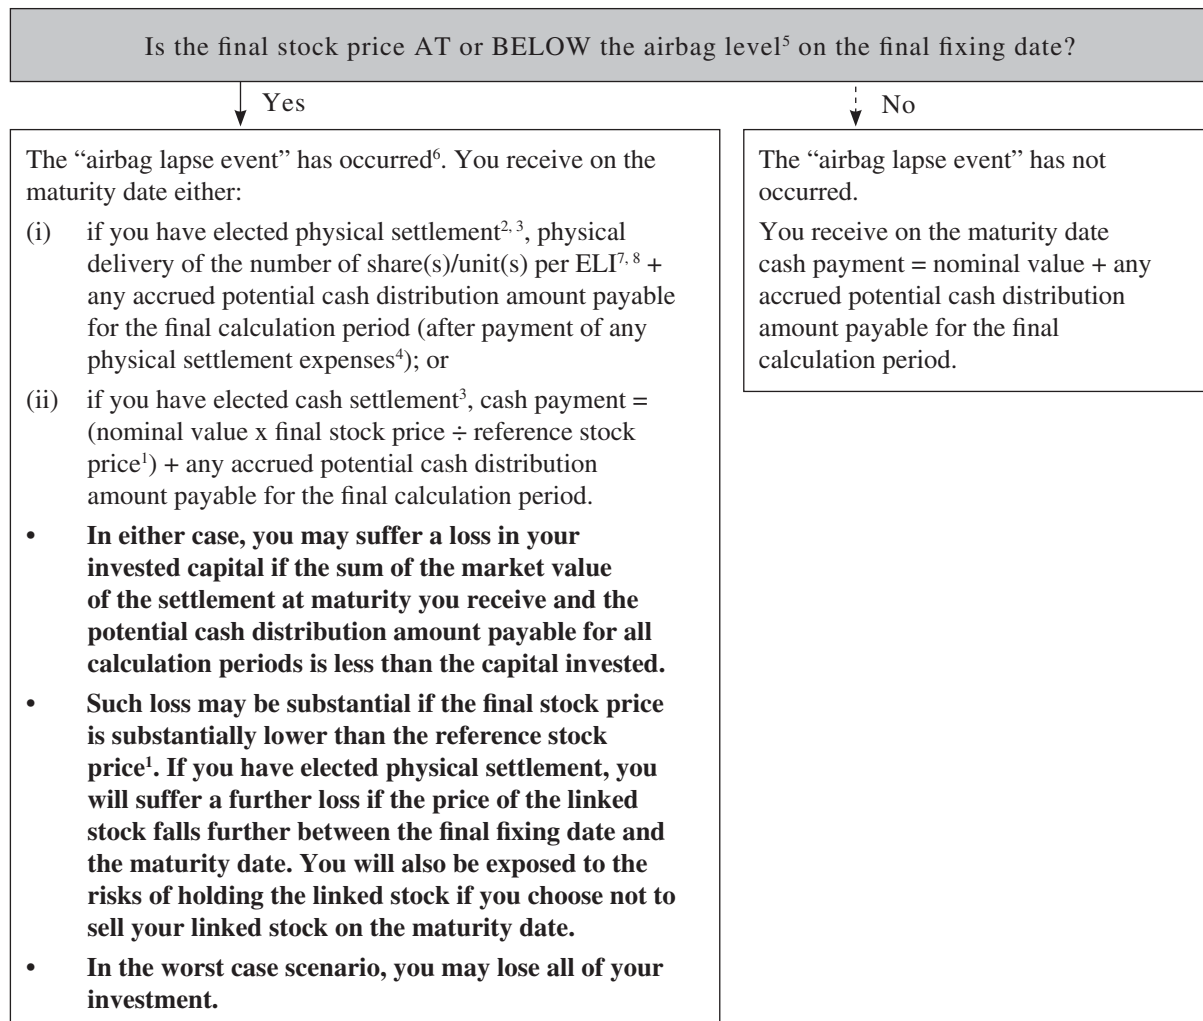 Is the final stock price AT or BELOW the airbag level5 on the final fixing date?
Yes
No
The “airbag lapse event” has occurred6. You receive on the
maturity date either:
(i) if you have elected physical settlement2, 3, physical
delivery of the number of share(s)/unit(s) per ELI7, 8 +
any accrued potential cash distribution amount payable
for the final calculation period (after payment of any
physical settlement expenses4); or
(ii) if you have elected cash settlement3, cash payment =
(nominal value x final stock price ÷ reference stock
price1) + any accrued potential cash distribution
amount payable for the final calculation period.
• In either case, you may suffer a loss in your
invested capital if the sum of the market value
of the settlement at maturity you receive and the
potential cash distribution amount payable for all
calculation periods is less than the capital invested.
• Such loss may be substantial if the final stock price
is substantially lower than the reference stock
price1. If you have elected physical settlement, you
will suffer a further loss if the price of the linked
stock falls further between the final fixing date and
the maturity date. You will also be exposed to the
risks of holding the linked stock if you choose not to
sell your linked stock on the maturity date.
• In the worst case scenario, you may lose all of your
investment.
The “airbag lapse event” has not
occurred.
You receive on the maturity date
cash payment = nominal value + any
accrued potential cash distribution
amount payable for the final
calculation period.